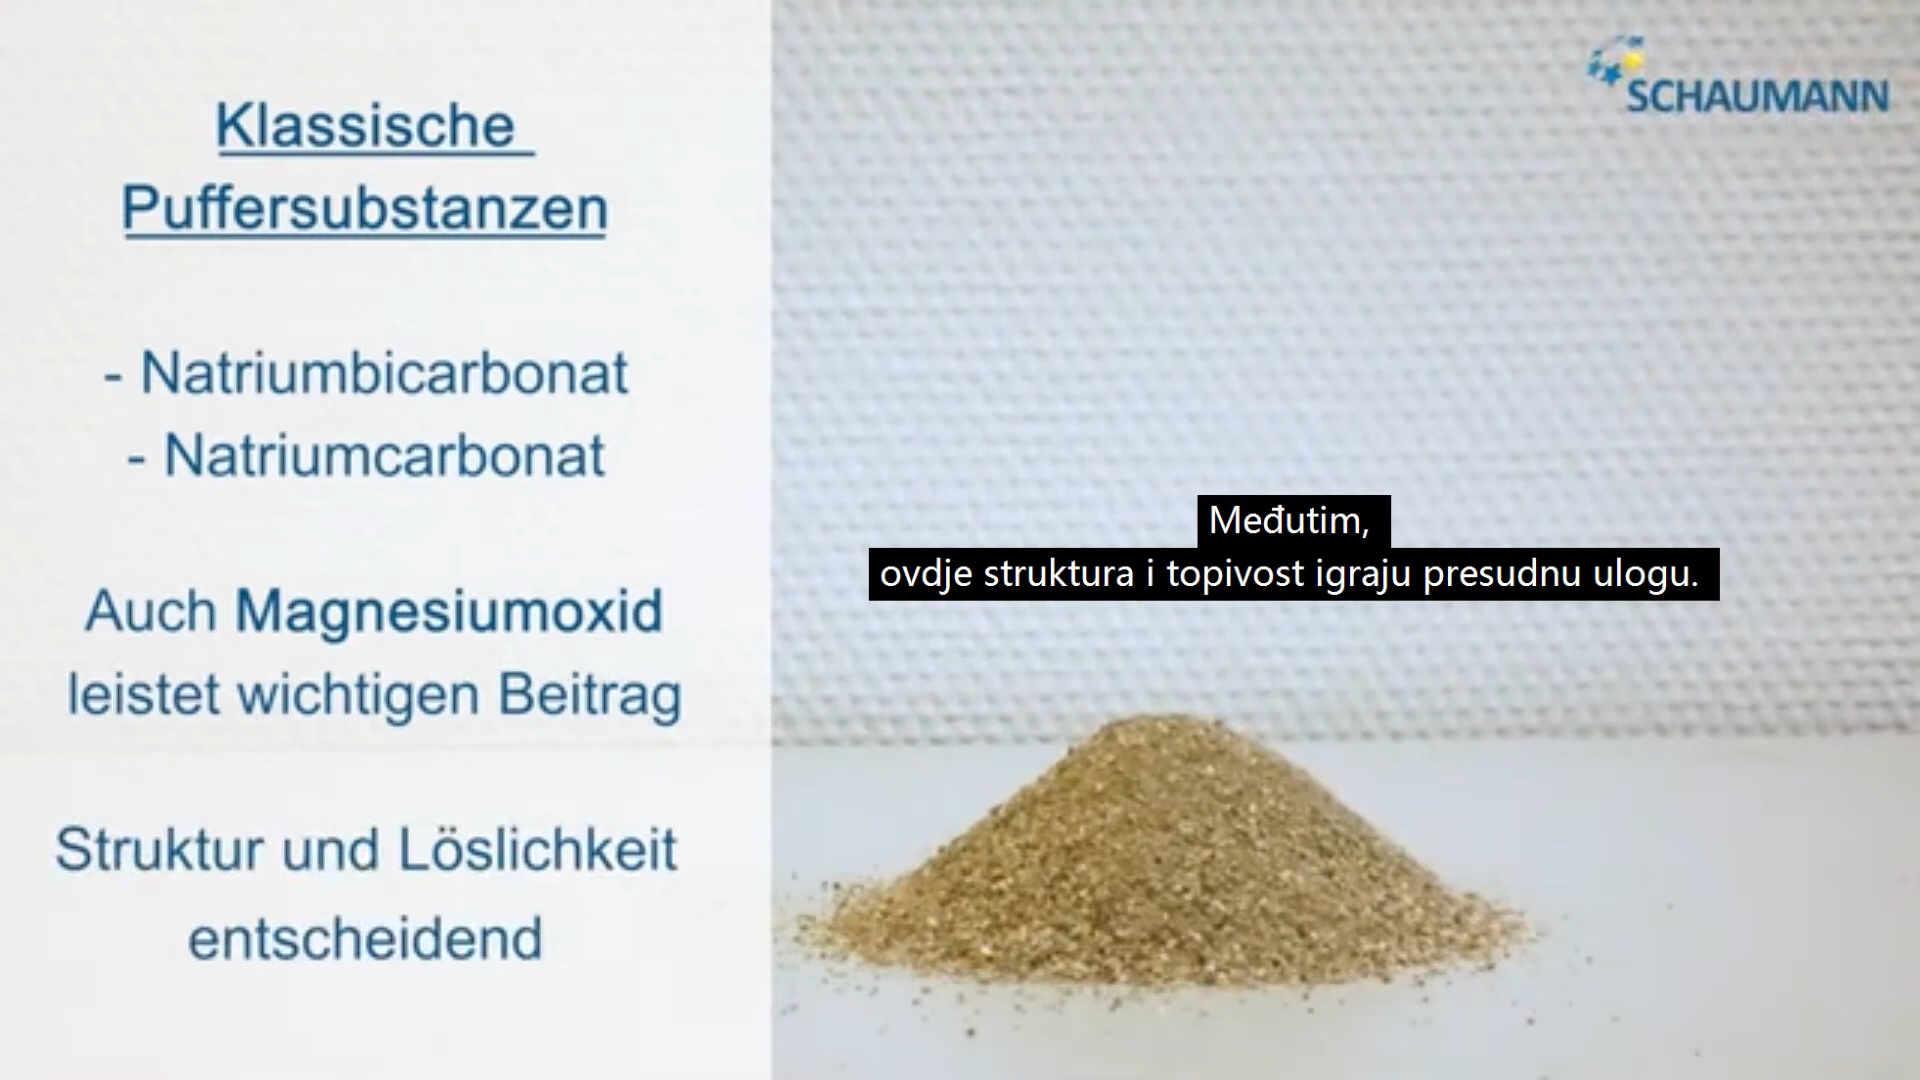 Klassische
Puffersubstanzen
- Natriumbicarbonat
- Natriumcarbonat
Auch Magnesiumoxid
leistet wichtigen Beitrag
Struktur und Löslichkeit
entscheidend
SCHAUMANN
Međutim,
ovdje struktura i topivost igraju presudnu ulogu.